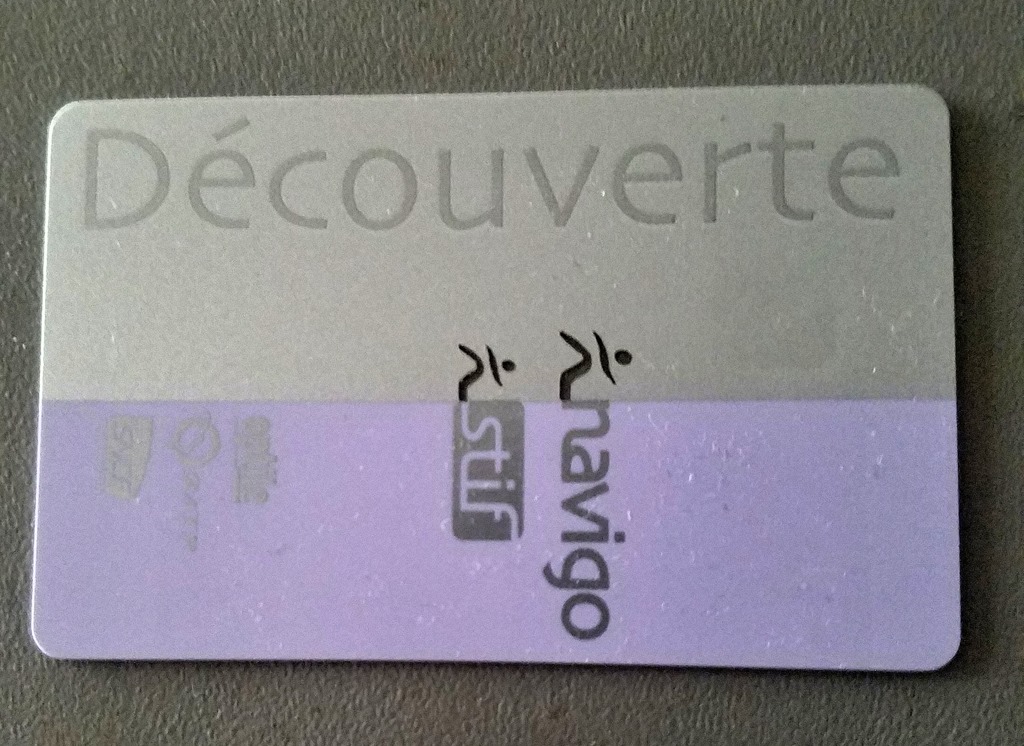 Découverte
navigo
stif
optile
ratp
SNCF